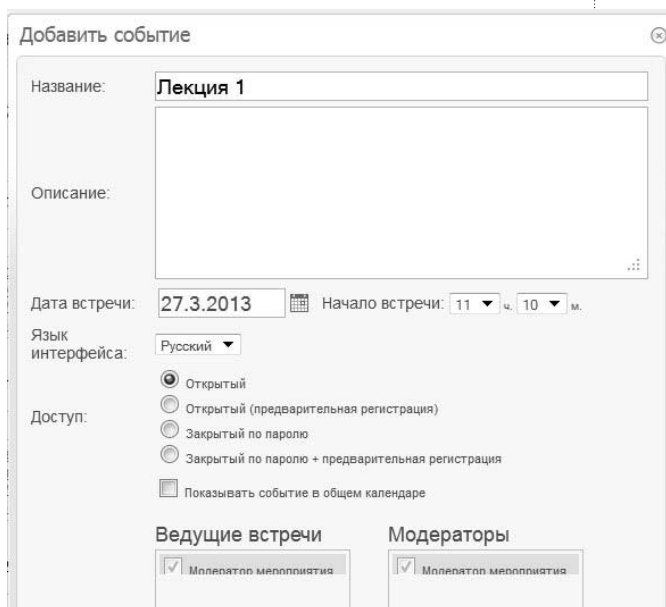 Добавить событие
Название: Лекция 1
Описание:
Дата встречи: 27.3.2013 Начало встречи: 11 ч. 10 м.
Язык
интерфейса: Русский
Доступ:
Открытый
Открытый (предварительная регистрация)
Закрытый по паролю
Закрытый по паролю + предварительная регистрация
Показывать событие в общем календаре
Ведущие встречи Модераторы
Модератор мероприятия Модератор мероприятия